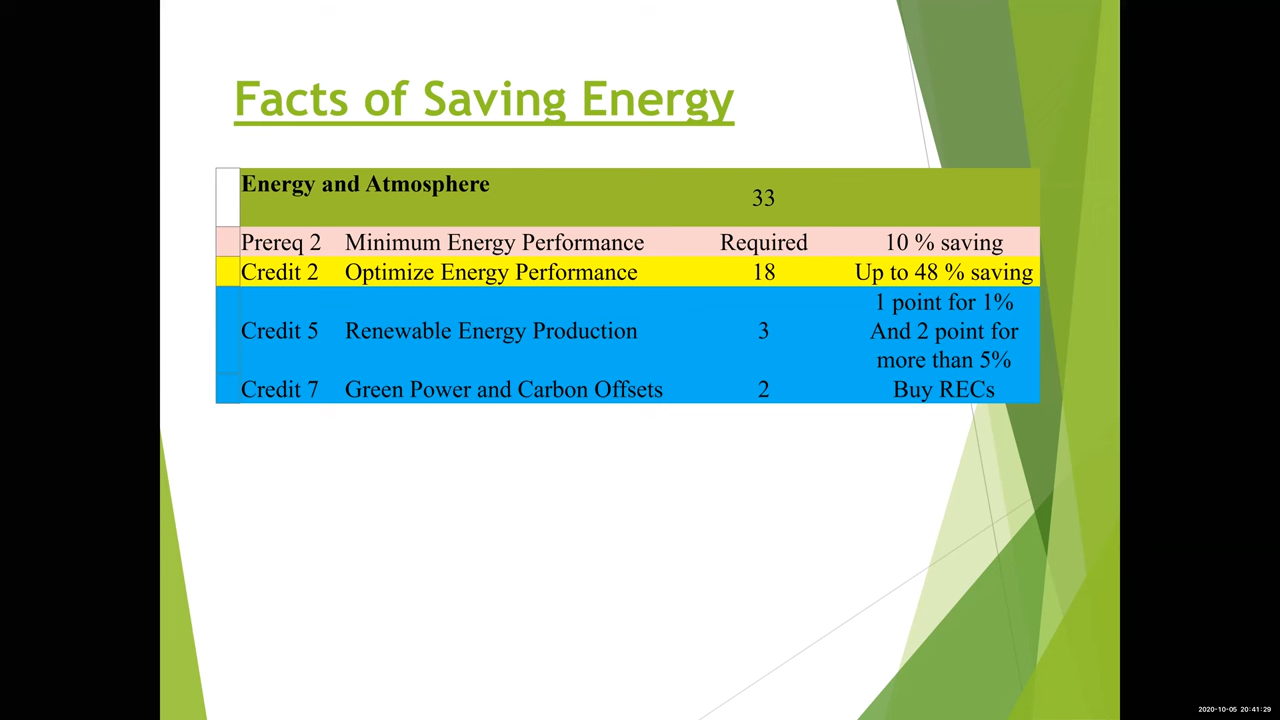 Facts of Saving Energy
Energy and Atmosphere 33
Prereq 2 Minimum Energy Performance Required 10 % saving
Credit 2 Optimize Energy Performance 18 Up to 48 % saving
Credit 5 Renewable Energy Production 3 1 point for 1%
And 2 point for
more than 5%
Credit 7 Green Power and Carbon Offsets 2 Buy RECs
2020-10-05 20:41:29